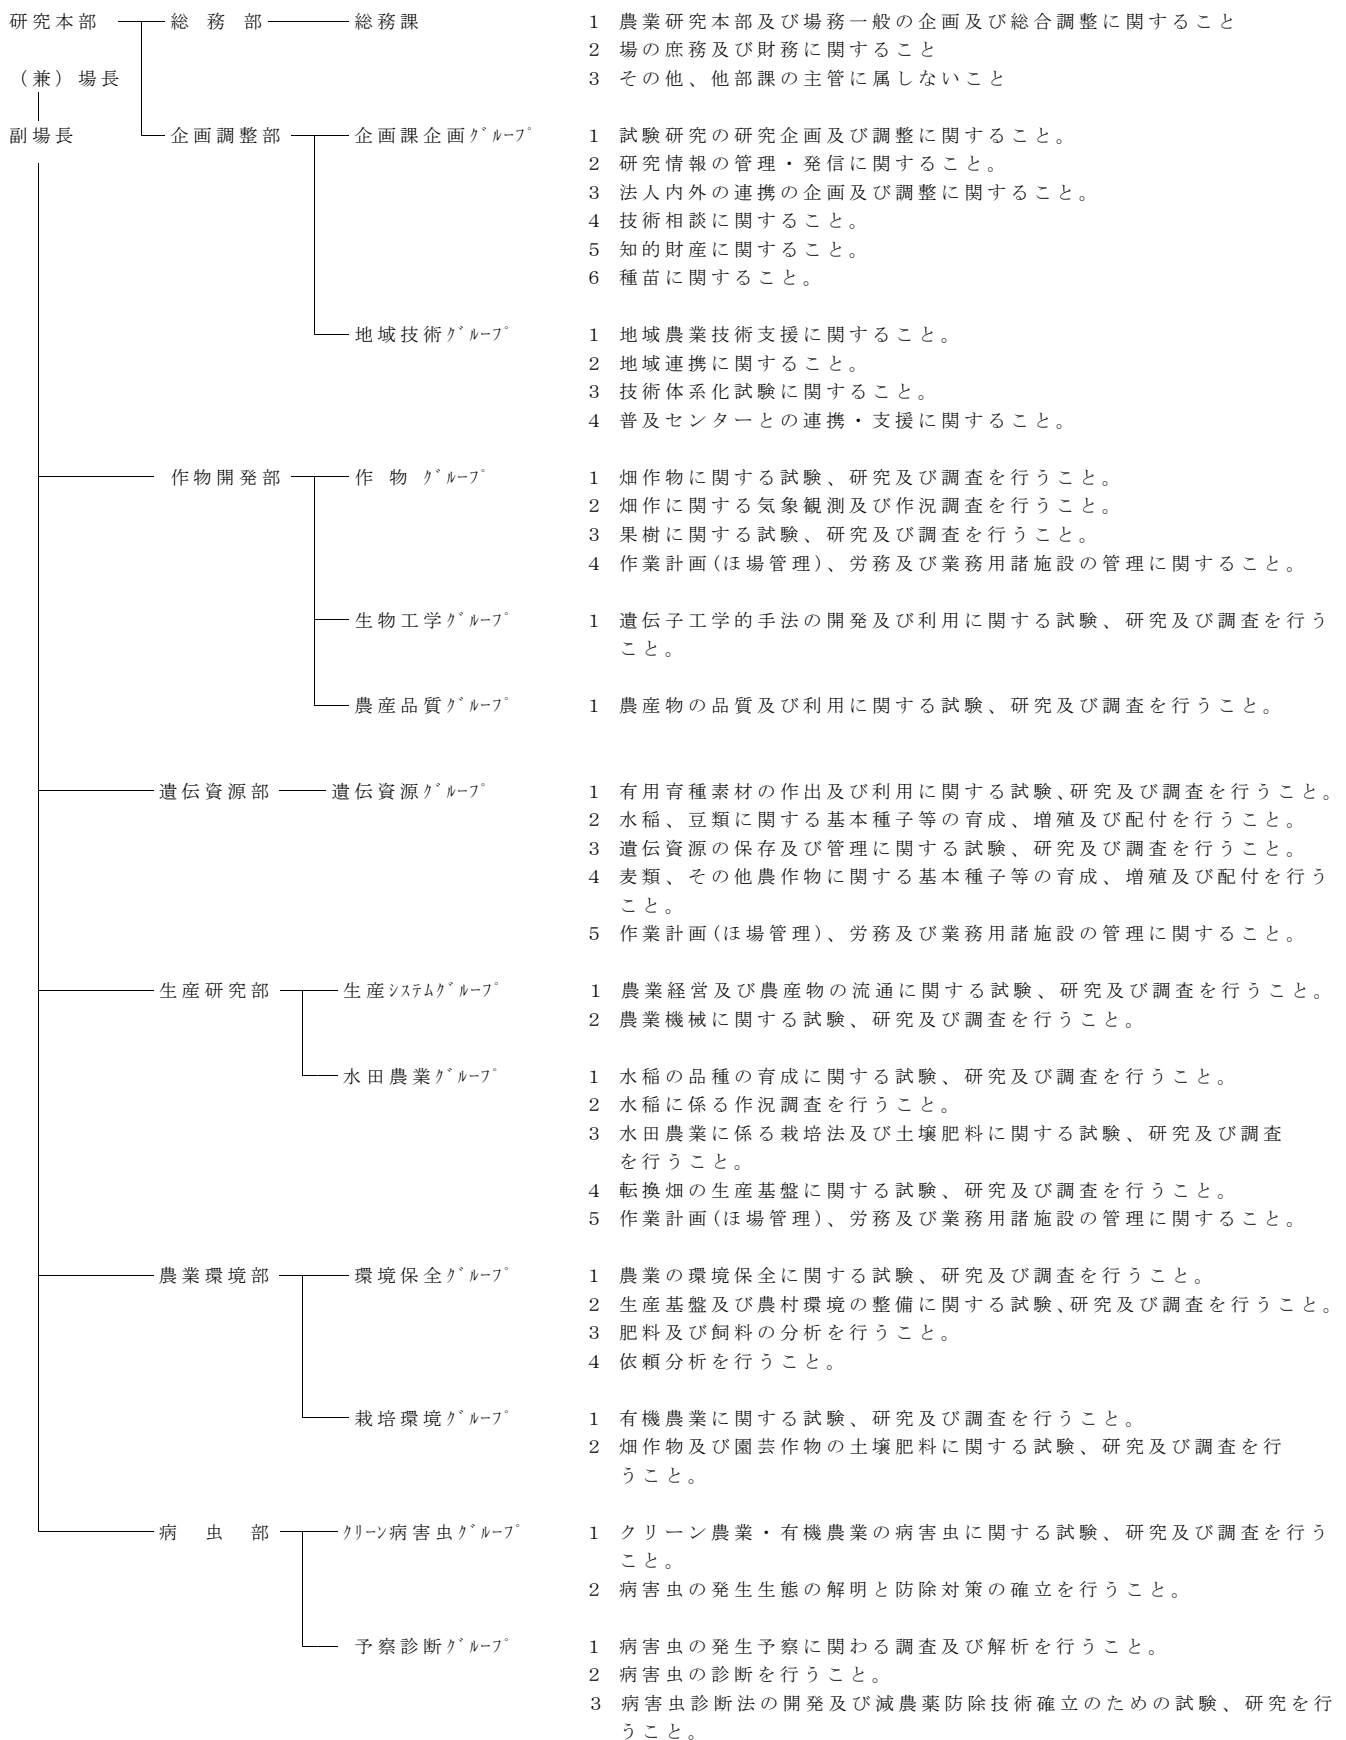 研究本部 総務部 総務課 1 農業研究本部及び場務一般の企画及び総合調整に関すること
2 場の庶務及び財務に関すること
（兼）場長 3 その他、他部課の主管に属しないこと
副場長 企画調整部 企画課企画ｸﾞﾙｰﾌﾟ 1 試験研究の研究企画及び調整に関すること。
2 研究情報の管理・発信に関すること。
3 法人内外の連携の企画及び調整に関すること。
4 技術相談に関すること。
5 知的財産に関すること。
6 種苗に関すること。
地域技術ｸﾞﾙｰﾌﾟ 1 地域農業技術支援に関すること。
2 地域連携に関すること。
3 技術体系化試験に関すること。
4 普及センターとの連携・支援に関すること。
作物開発部 作物 ｸﾞﾙｰﾌﾟ 1 畑作物に関する試験、研究及び調査を行うこと。
2 畑作に関する気象観測及び作況調査を行うこと。
3 果樹に関する試験、研究及び調査を行うこと。
4 作業計画(ほ場管理)、労務及び業務用諸施設の管理に関すること。
生物工学ｸﾞﾙｰﾌﾟ 1 遺伝子工学的手法の開発及び利用に関する試験、研究及び調査を行う
こと。
農産品質ｸﾞﾙｰﾌﾟ 1 農産物の品質及び利用に関する試験、研究及び調査を行うこと。
遺伝資源部 遺伝資源ｸﾞﾙｰﾌﾟ 1 有用育種素材の作出及び利用に関する試験､研究及び調査を行うこと。
2 水稲、豆類に関する基本種子等の育成、増殖及び配付を行うこと。
3 遺伝資源の保存及び管理に関する試験、研究及び調査を行うこと。
4 麦類、その他農作物に関する基本種子等の育成、増殖及び配付を行う
こと。
5 作業計画(ほ場管理)、労務及び業務用諸施設の管理に関すること。
生産研究部 生産ｼｽﾃﾑｸﾞﾙｰﾌﾟ 1 農業経営及び農産物の流通に関する試験、研究及び調査を行うこと。
2 農業機械に関する試験、研究及び調査を行うこと。
水田農業ｸﾞﾙｰﾌﾟ 1 水稲の品種の育成に関する試験、研究及び調査を行うこと。
2 水稲に係る作況調査を行うこと。
3 水田農業に係る栽培法及び土壌肥料に関する試験、研究及び調査
を行うこと。
4 転換畑の生産基盤に関する試験、研究及び調査を行うこと。
5 作業計画(ほ場管理)、労務及び業務用諸施設の管理に関すること。
農業環境部 環境保全ｸﾞﾙｰﾌﾟ 1 農業の環境保全に関する試験、研究及び調査を行うこと。
2 生産基盤及び農村環境の整備に関する試験､研究及び調査を行うこと。
3 肥料及び飼料の分析を行うこと。
4 依頼分析を行うこと。
栽培環境ｸﾞﾙｰﾌﾟ 1 有機農業に関する試験、研究及び調査を行うこと。
2 畑作物及び園芸作物の土壌肥料に関する試験、研究及び調査を行
うこと。
病虫部 ｸﾘｰﾝ病害虫ｸﾞﾙｰﾌﾟ 1 クリーン農業・有機農業の病害虫に関する試験、研究及び調査を行う
こと。
2 病害虫の発生生態の解明と防除対策の確立を行うこと。
予察診断ｸﾞﾙｰﾌﾟ 1 病害虫の発生予察に関わる調査及び解析を行うこと。
2 病害虫の診断を行うこと。
3 病害虫診断法の開発及び減農薬防除技術確立のための試験、研究を行
うこと。